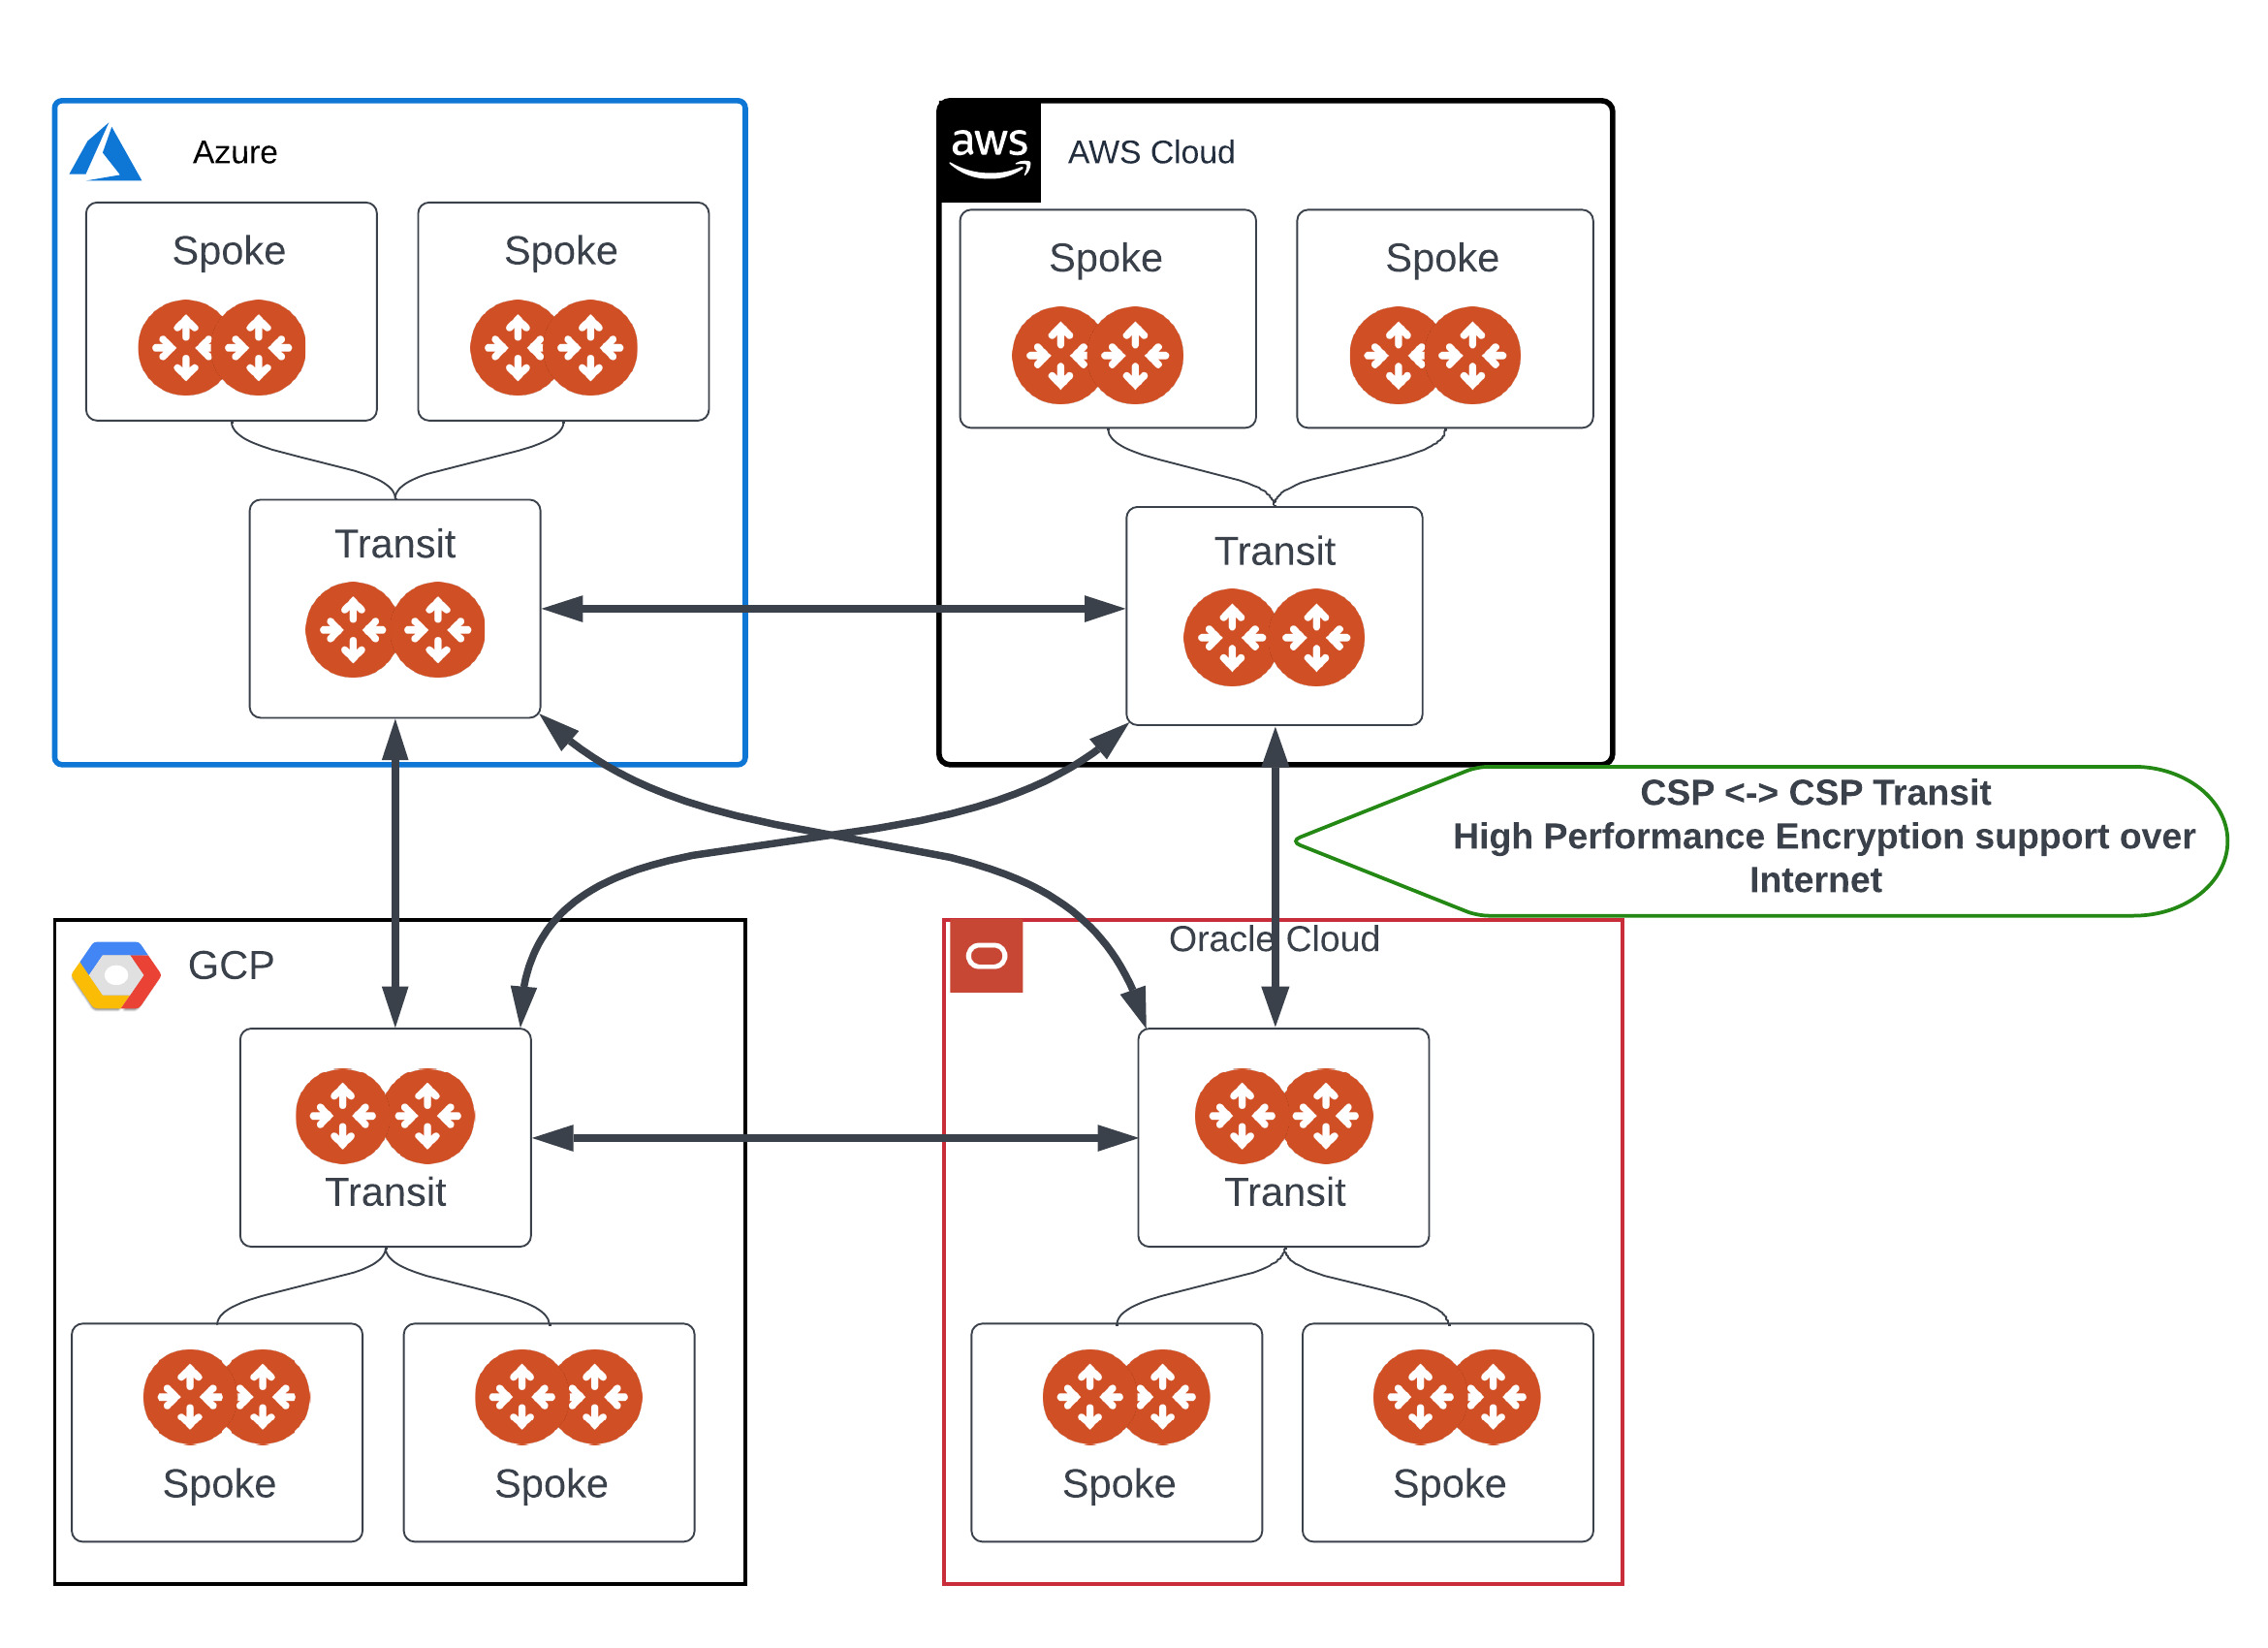 Azure
aws
AWS Cloud
Spoke
Spoke
Spoke
Spoke
Transit
Transit
CSP <-> CSP Transit
High Performance Encryption support over
Internet
GCP
Oracle Cloud
Transit
Transit
Spoke
Spoke
Spoke
Spoke